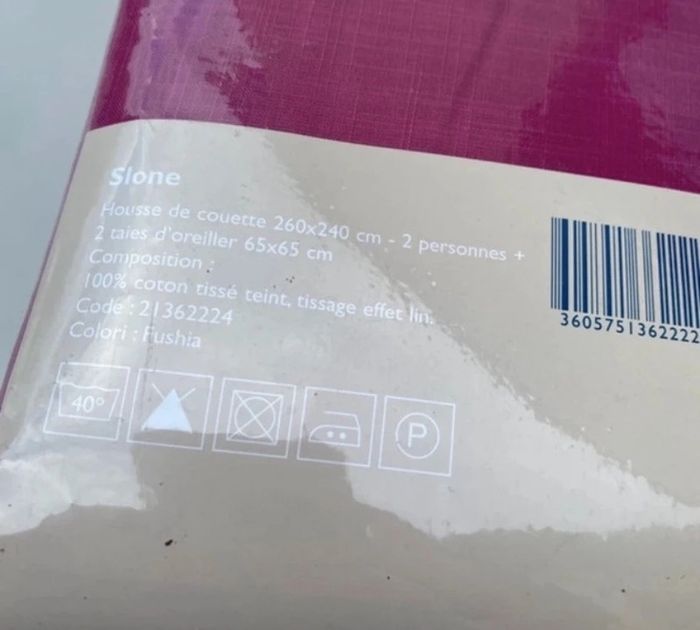 Slone
Housse de couette 260x240 cm - 2 personnes +
2 taies d'oreiller 65x65 cm
Composition :
100% coton tissé teint, tissage effet lin.
Code : 21362224
Colori : Fushia
3605751362222
40°
P